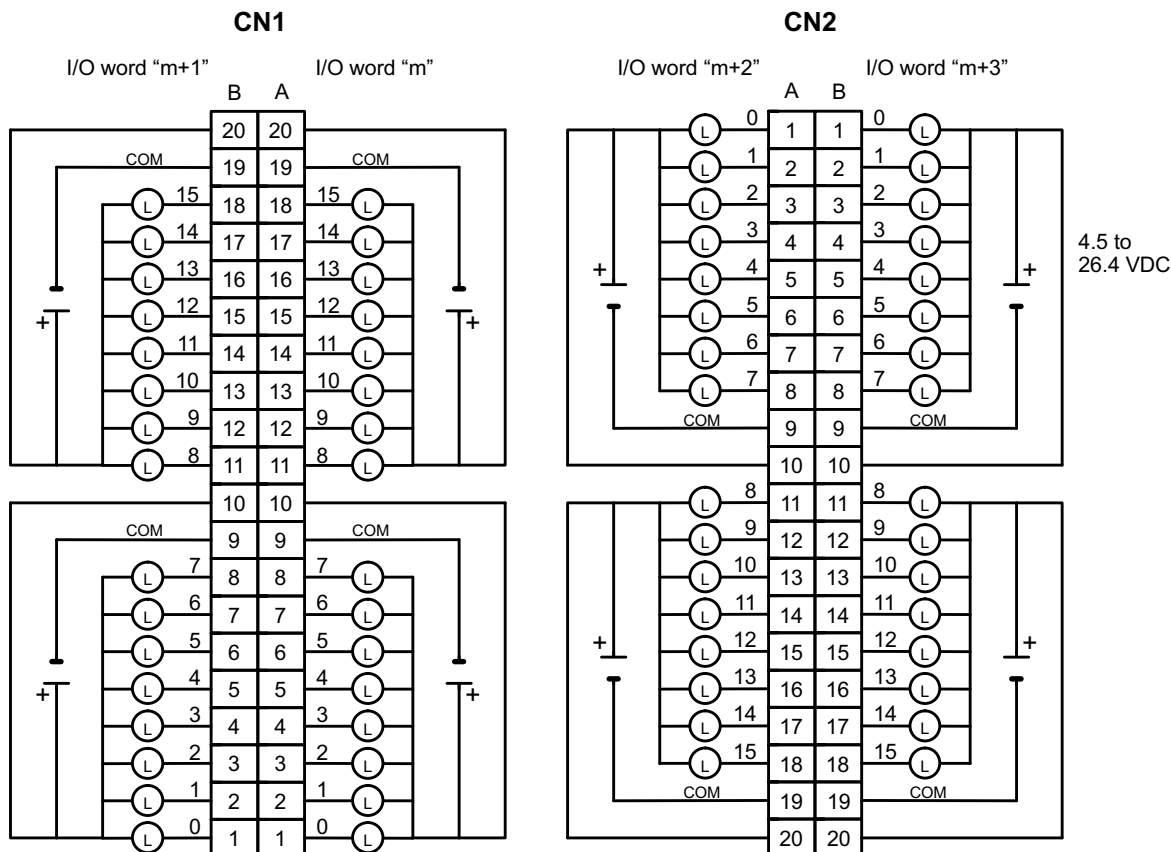 CN1 CN2
I/O word “m+1” I/O word “m” I/O word “m+2” I/O word “m+3”
B A A B
20 20 0 1 1 0
L L
COM 19 19 COM 1 2 2 1
L L
15 18 18 15 2 3 3 2
L L L L
14 17 17 14 3 4 4 3
L L L L
4.5 to
26.4 VDC
13 16 16 13 4 5 5 4
L L L L
+ +
12 15 15 12 5 6 6 5
L L L L
+ +
11 14 14 11 6 7 7 6
L L L L
10 13 13 10 7 8 8 7
L L L L
9 12 12 9 COM 9 9 COM
L L
8 11 11 8 10 10
L L
10 10 8 11 11 8
L L
COM 9 9 COM 9 12 12 9
L L
7 8 8 7 10 13 13 10
L L L L
6 7 7 6 11 14 14 11
L L L L
5 6 6 5 12 15 15 12
L L L L
+ +
4 5 5 4 13 16 16 13
L L L L
+ +
3 4 4 3 14 17 17 14
L L L L
2 3 3 2 15 18 18 15
L L L L
1 2 2 1 COM 19 19 COM
L L
0 1 1 0 20 20
L L